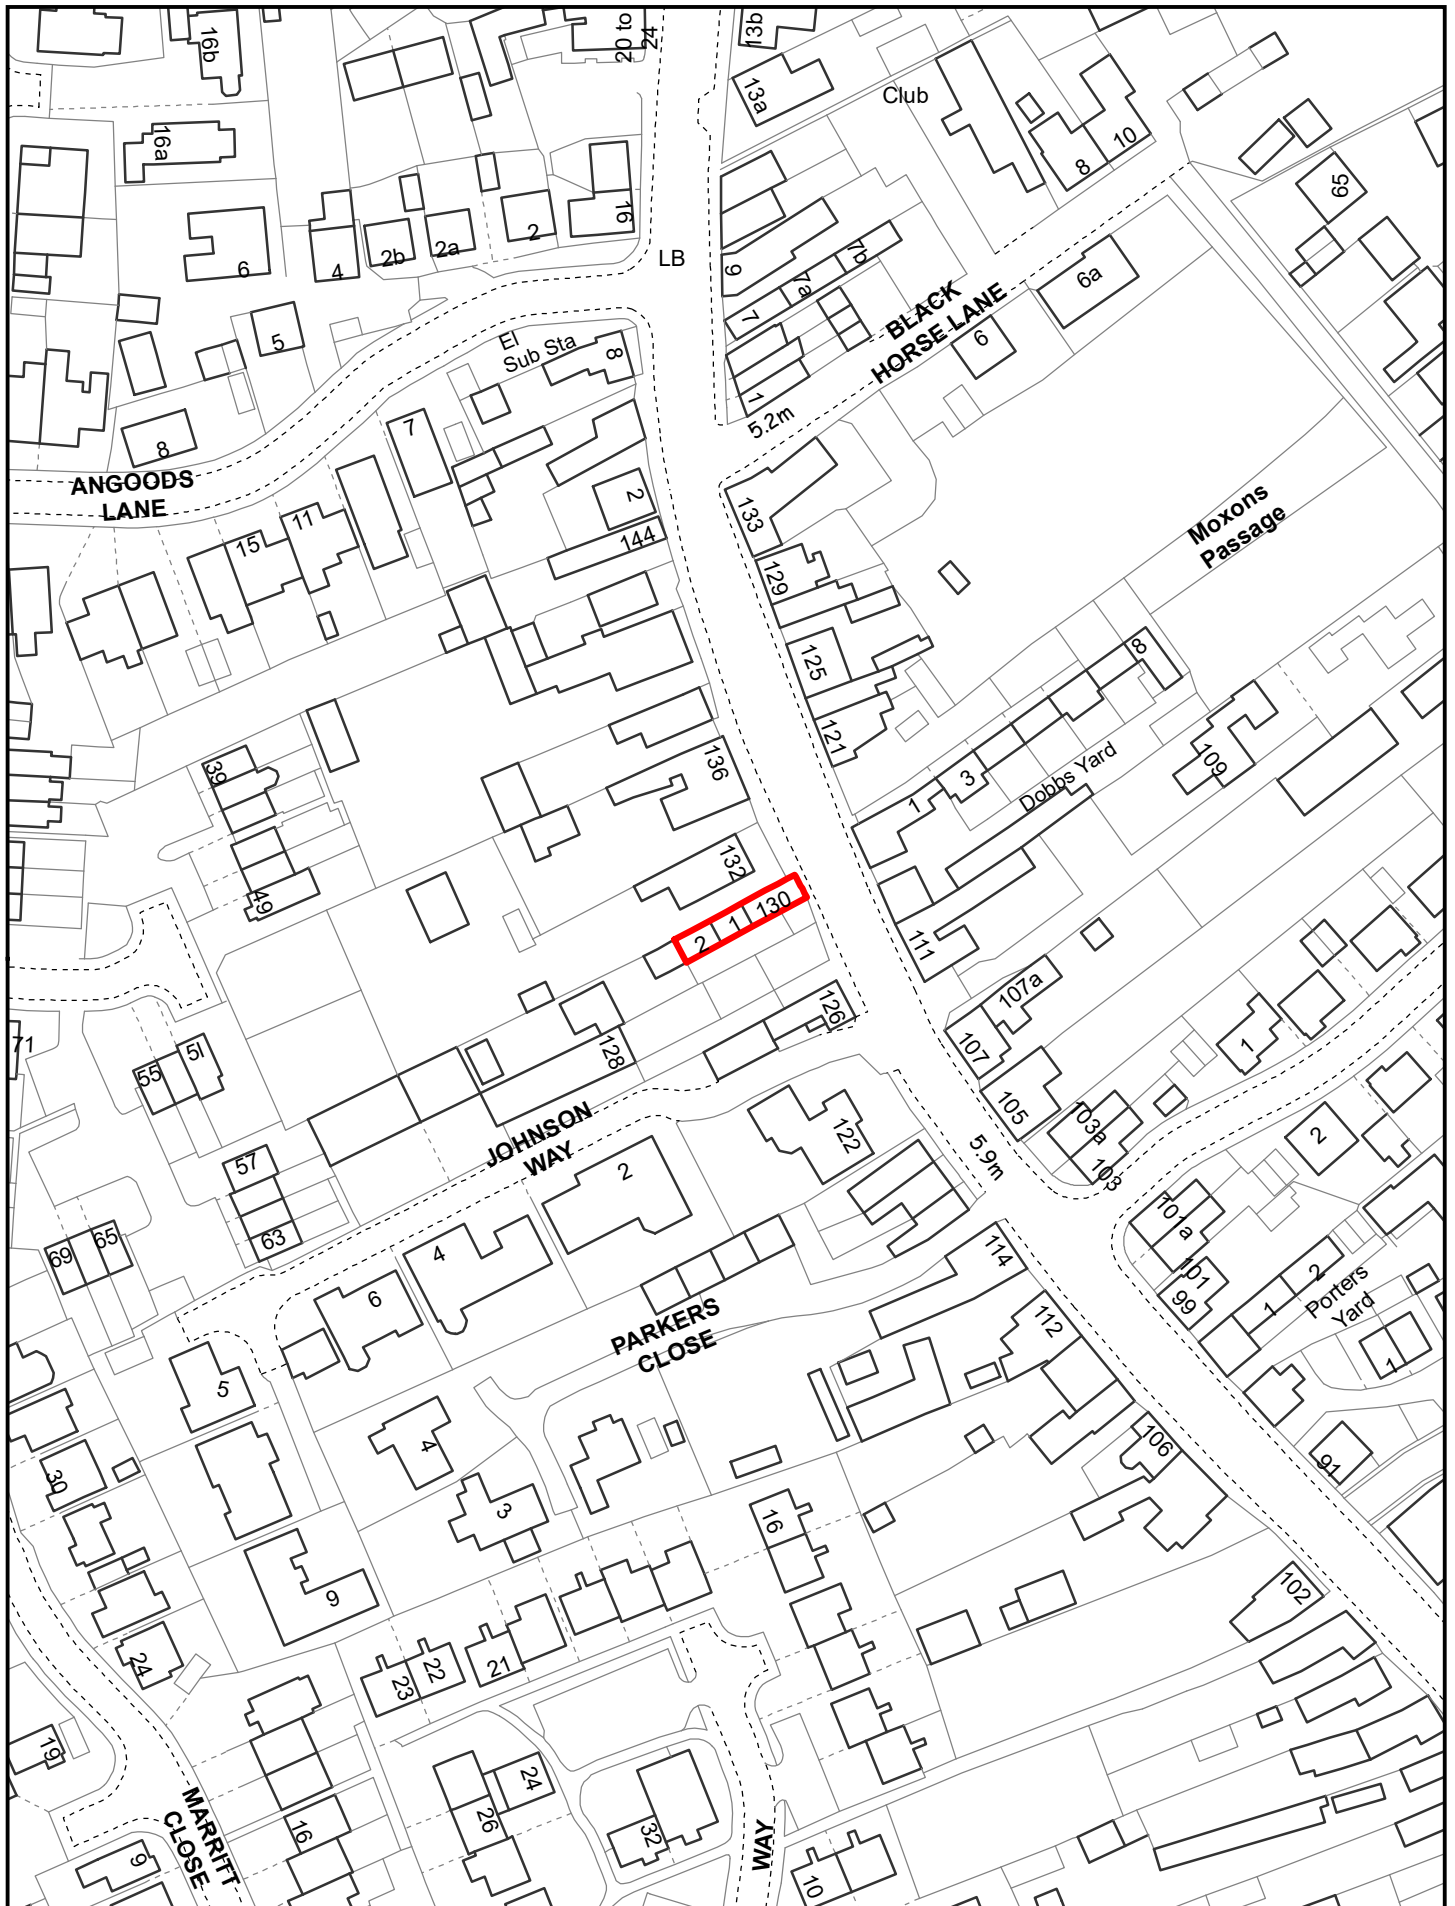 16b
20 to
24
13b
13a
Club
16a
8
10
65
6
4
2b
2a
2
16
LB
9
7
7a
7b
BLACK
HORSE LANE
6a
6
5
El
Sub Sta
8
1
5.2m
8
7
ANGOODS
LANE
2
144
133
Moxons
Passage
15
11
129
125
121
8
39
136
109
3
1
Dobbs Yard
132
49
130
1
2
111
126
107a
107
71
55
5l
128
1
105
103a
103
2
JOHNSON
WAY
122
5.9m
57
2
101a
63
69
65
4
114
101
99
1
2
Porters
Yard
6
PARKERS
CLOSE
112
1
5
4
106
91
30
3
16
9
102
24
23
22
21
19
24
26
32
MARRITT
CLOSE
16
9
WAY
10